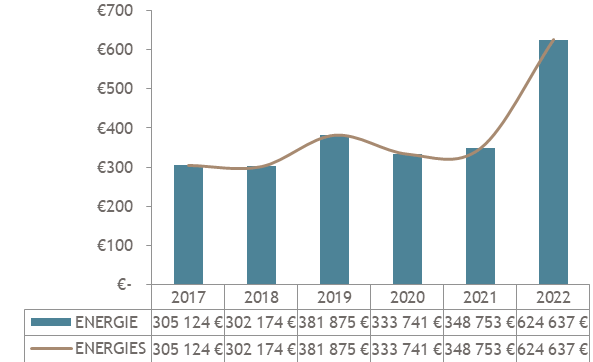 €700
€600
€500
€400
€300
€200
€100
€-
2017 2018 2019 2020 2021 2022
ENERGIE 305 124 € 302 174 € 381 875 € 333 741 € 348 753 € 624 637 €
ENERGIES 305 124 € 302 174 € 381 875 € 333 741 € 348 753 € 624 637 €